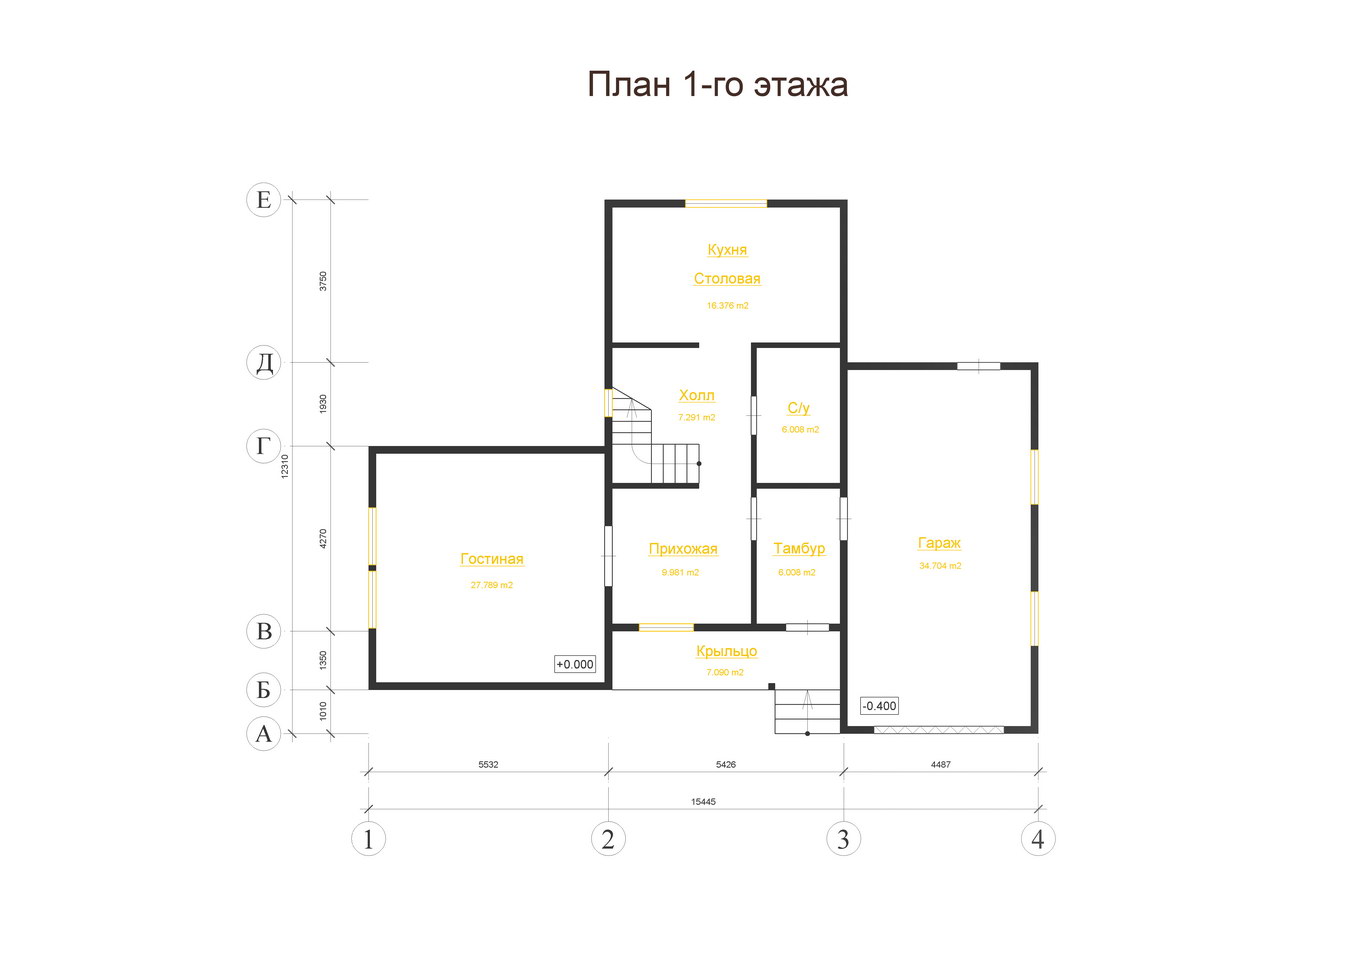 План 1-го этажа
Е
Д
Г
В
Б
А
3750
1930
12310
4270
1350
1010
Кухня
Столовая
16.376 m2
Холл
7.291 m2
С/у
6.008 m2
Гостиная
27.789 m2
Прихожая
9.981 m2
Тамбур
6.008 m2
Гараж
34.704 m2
Крыльцо
7.090 m2
+0.000
-0.400
5532
5426
4487
15445
1
2
3
4